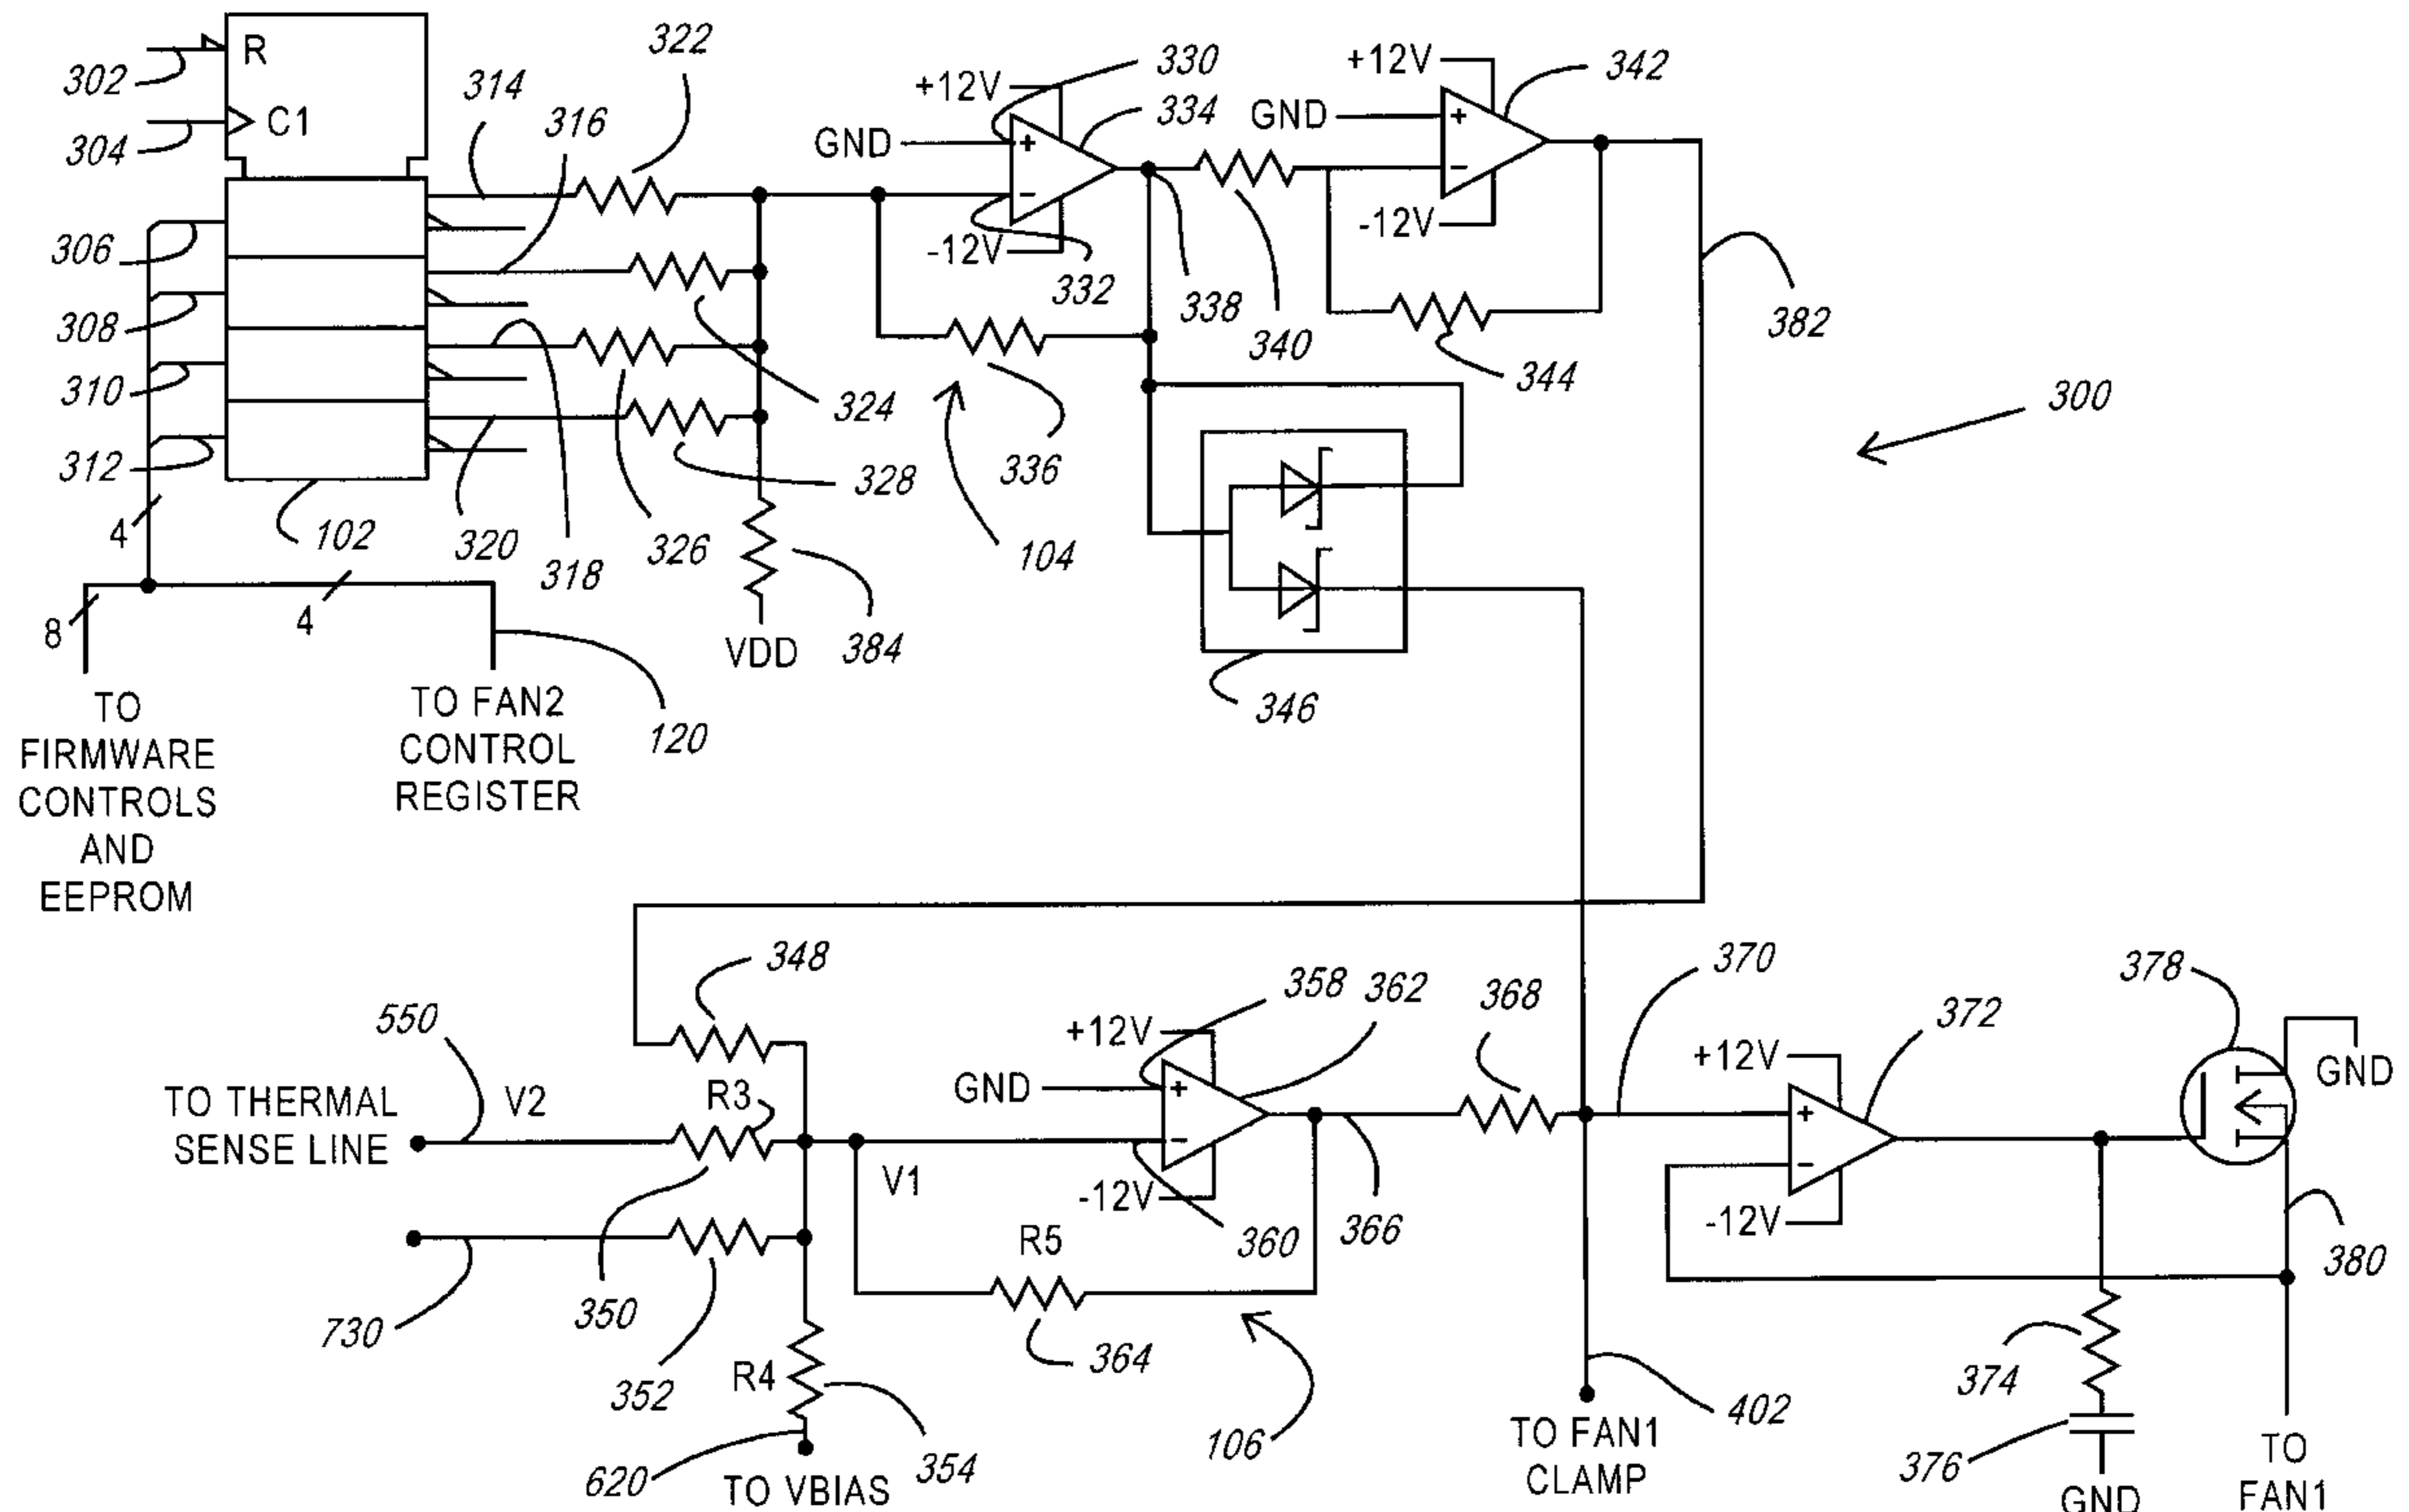 302
R
304
C1
306
308
310
312
4
8
4
102
TO
FIRMWARE
CONTROLS
AND
EEPROM
TO FAN2
CONTROL
REGISTER
120
314
316
322
324
326
328
320
318
VDD
384
+12V
GND
-12V
+
-
330
334
332
338
336
104
340
+12V
GND
-12V
+
-
342
344
382
346
300
348
550
TO THERMAL
SENSE LINE
V2
R3
730
350
352
R4
620
354
TO VBIAS
V1
GND
+12V
-12V
+
-
358
362
360
366
R5
364
106
368
370
402
TO FAN1
CLAMP
+12V
-12V
+
-
372
378
GND
380
374
376
GND
TO
FAN1